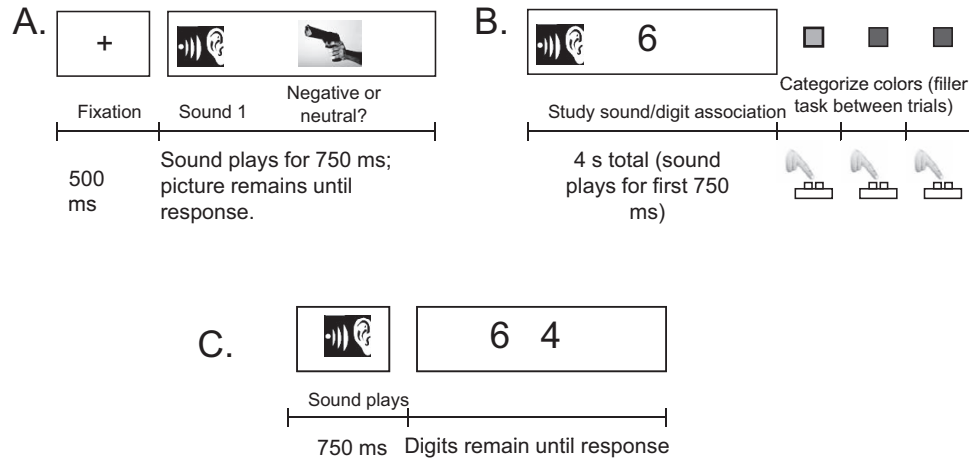 A.
+
Fixation
Sound 1
Negative or
neutral?
500
ms
Sound plays for 750 ms;
picture remains until
response.
B.
6
Study sound/digit association
Categorize colors (filler
task between trials)
4 s total (sound
plays for first 750
ms)
C.
6 4
Sound plays
750 ms
Digits remain until response